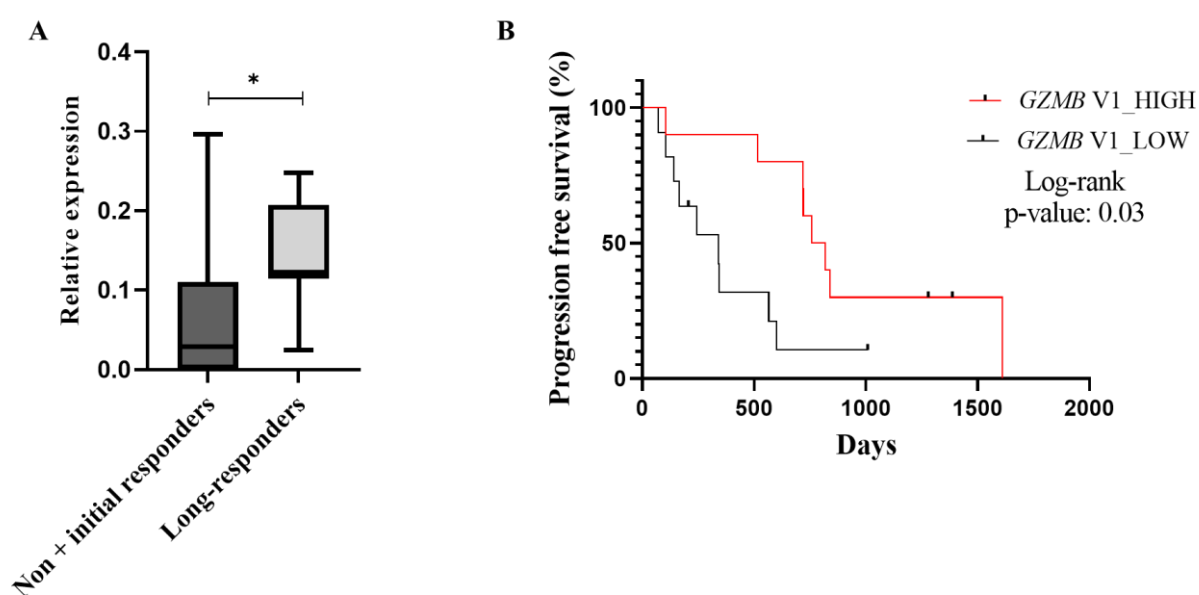 A
Relative expression
0.4
0.3
0.2
0.1
0.0
*
Non + initial responders
Long-responders
B
Progression free survival (%)
100
50
0
0 500 1000 1500 2000
Days
GZMB V1_HIGH
GZMB V1_LOW
Log-rank
p-value: 0.03